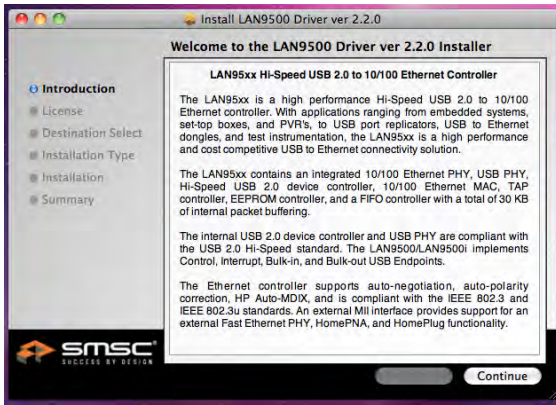 Install LAN9500 Driver ver 2.2.0
Welcome to the LAN9500 Driver ver 2.2.0 Installer
Introduction
License
Destination Select
Installation Type
Installation
Summary
LAN95xx Hi-Speed USB 2.0 to 10/100 Ethernet Controller
The LAN95xx is a high performance Hi-Speed USB 2.0 to 10/100
Ethernet controller. With applications ranging from embedded systems,
set-top boxes, and PVR's, to USB port replicators, USB to Ethernet
dongles, and test instrumentation, the LAN95xx is a high performance
and cost competitive USB to Ethernet connectivity solution.
The LAN95xx contains an integrated 10/100 Ethernet PHY, USB PHY,
Hi-Speed USB 2.0 device controller, 10/100 Ethernet MAC, TAP
controller, EEPROM controller, and a FIFO controller with a total of 30 KB
of internal packet buffering.
The internal USB 2.0 device controller and USB PHY are compliant with
the USB 2.0 Hi-Speed standard. The LAN9500/LAN9500i implements
Control, Interrupt, Bulk-in, and Bulk-out USB Endpoints.
The Ethernet controller supports auto-negotiation, auto-polarity
correction, HP Auto-MDIX, and is compliant with the IEEE 802.3 and
IEEE 802.3u standards. An external MII interface provides support for an
external Fast Ethernet PHY, HomePNA, and HomePlug functionality.
smsc
SUCCESS BY DESIGN
Continue